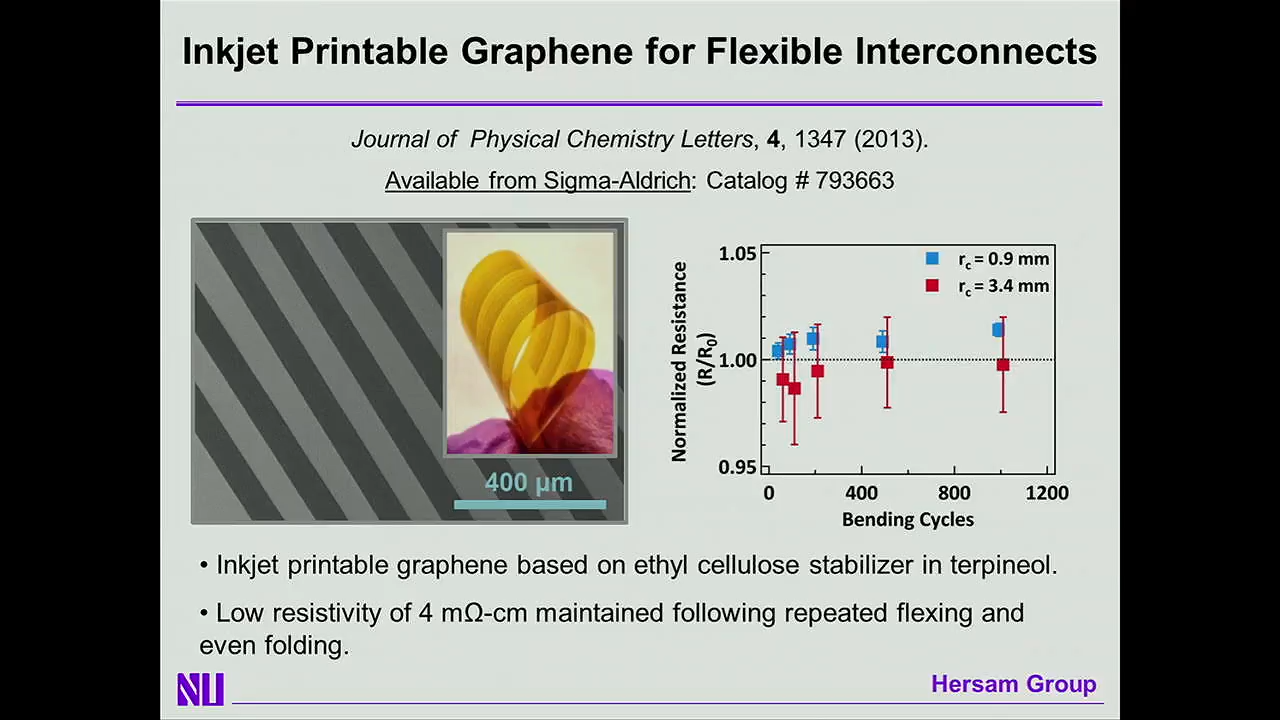 Inkjet Printable Graphene for Flexible Interconnects
Journal of Physical Chemistry Letters, 4, 1347 (2013).
Available from Sigma-Aldrich: Catalog # 793663
400 µm
Normalized Resistance
(R/R0)
1.05
1.00
0.95
rc = 0.9 mm
rc = 3.4 mm
0 400 800 1200
Bending Cycles
• Inkjet printable graphene based on ethyl cellulose stabilizer in terpineol.
• Low resistivity of 4 mΩ-cm maintained following repeated flexing and
even folding.
NU
Hersam Group